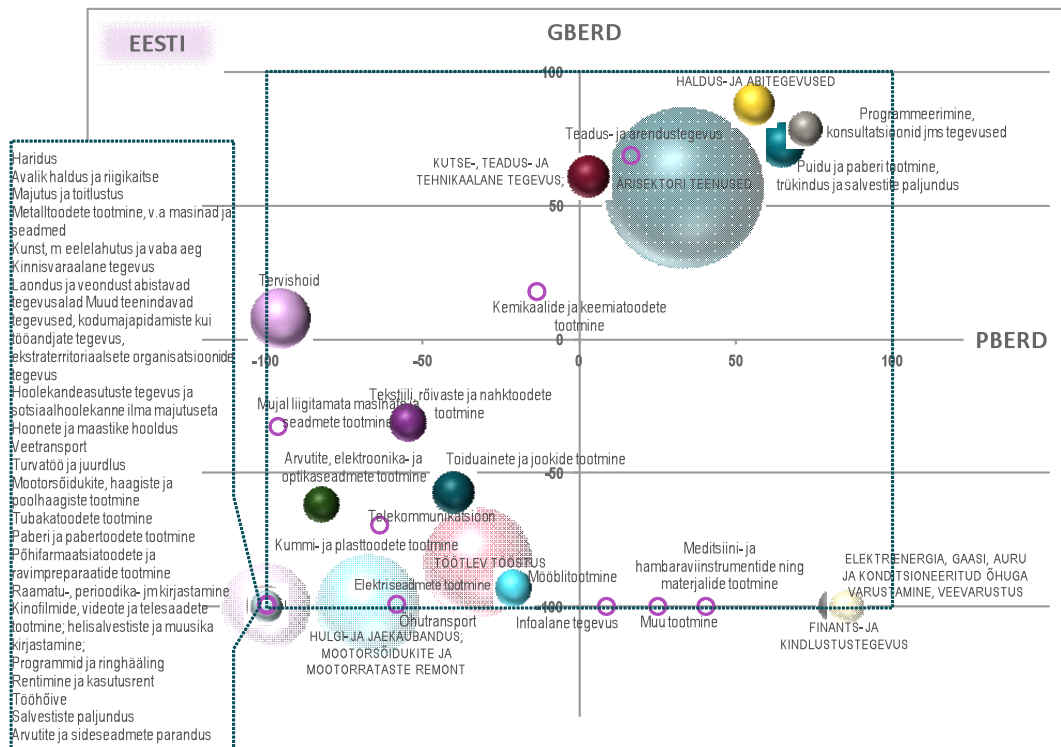 EESTI
GBERD
100
HALDUS- JA ABITEGEVUSED
Programmeerimine,
konsultatsioonid jms tegevused
Teadus- ja arendustegevus
KUTSE-, TEADUS- JA
TEHNIKAALANE TEGEVUS;
ÄRISEKTORI TEENUSED
Puidu ja paberi tootmine,
trükindus ja salvestite paljundus
50
Tervishoid
Kemikaalide ja keemiatoodete
tootmine
0
PBERD
-100
-50
0
50
100
Tekstiili, rõivaste ja nahktoodete
tootmine
Mujal liigitamata masinate ja
seadmete tootmine
Arvutite, elektroonika- ja
optikaseadmete tootmine
Toiduainete ja jookide tootmine
-50
Telekommunikatsioon
Kummi- ja plasttoodete tootmine
TÖÖTLEV TÖÖSTUS
Elektriseadmete tootmine
Mööblitootmine
Meditsiini- ja
hambaraviinstrumentide ning
materjalide tootmine
ELEKTRIENERGIA, GAASI, AURU
JA KONDITSIONEERITUD ÕHUGA
VARUSTAMINE, VEEVARUSTUS
-100
Õhutransport
Infoalane tegevus
Muu tootmine
HULGI- JA JAEKAUBANDUS;
MOOTORSÕIDUKITE JA
MOOTORRATASTE REMONT
FINANTS- JA
KINDLUSTUSTEGEVUS
Haridus
Avalik haldus ja riigikaitse
Majutus ja toitlustus
Metalltoodete tootmine, v.a masinad ja
seadmed
Kunst, m eelelahutus ja vaba aeg
Kinnisvaraalane tegevus
Laondus ja veondust abistavad
tegevusalad Muud teenindavad
tegevused, kodumajapidamiste kui
tööandjate tegevus,
ekstraterritoriaalsete organisatsioonide
tegevus
Hoolekandeasutuste tegevus ja
sotsiaalhoolekanne ilma majutuseta
Hoonete ja maastike hooldus
Veetransport
Turvatöö ja juurdlus
Mootorsõidukite, haagiste ja
poolhaagiste tootmine
Tubakatoodete tootmine
Paberi ja pabertoodete tootmine
Põhifarmaatsiatoodete ja
ravimpreparaatide tootmine
Raamatu-, perioodika- jm kirjastamine
Kinofilmide, videote ja telesaadete
tootmine; helisalvestiste ja muusika
kirjastamine;
Programmid ja ringhääling
Rentimine ja kasutusrent
Tööhõive
Salvestiste paljundus
Arvutite ja sideseadmete parandus